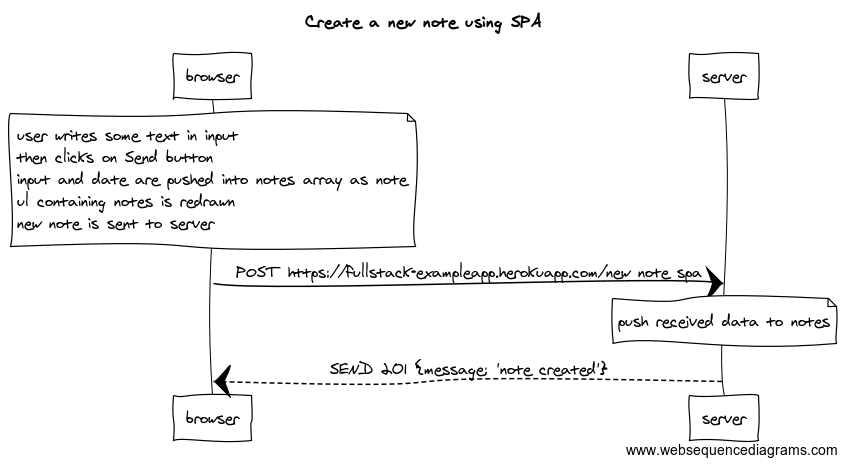 Create a new note using SPA
browser
server
user writes some text in input
then clicks on Send button
input and date are pushed into notes array as note
ul containing notes is redrawn
new note is sent to server
POST https://fullstack-exampleapp.herokuapp.com/new_note_spa
push received data to notes
SEND 201 {message: 'note created'}
browser
server
www.websequencediagrams.com